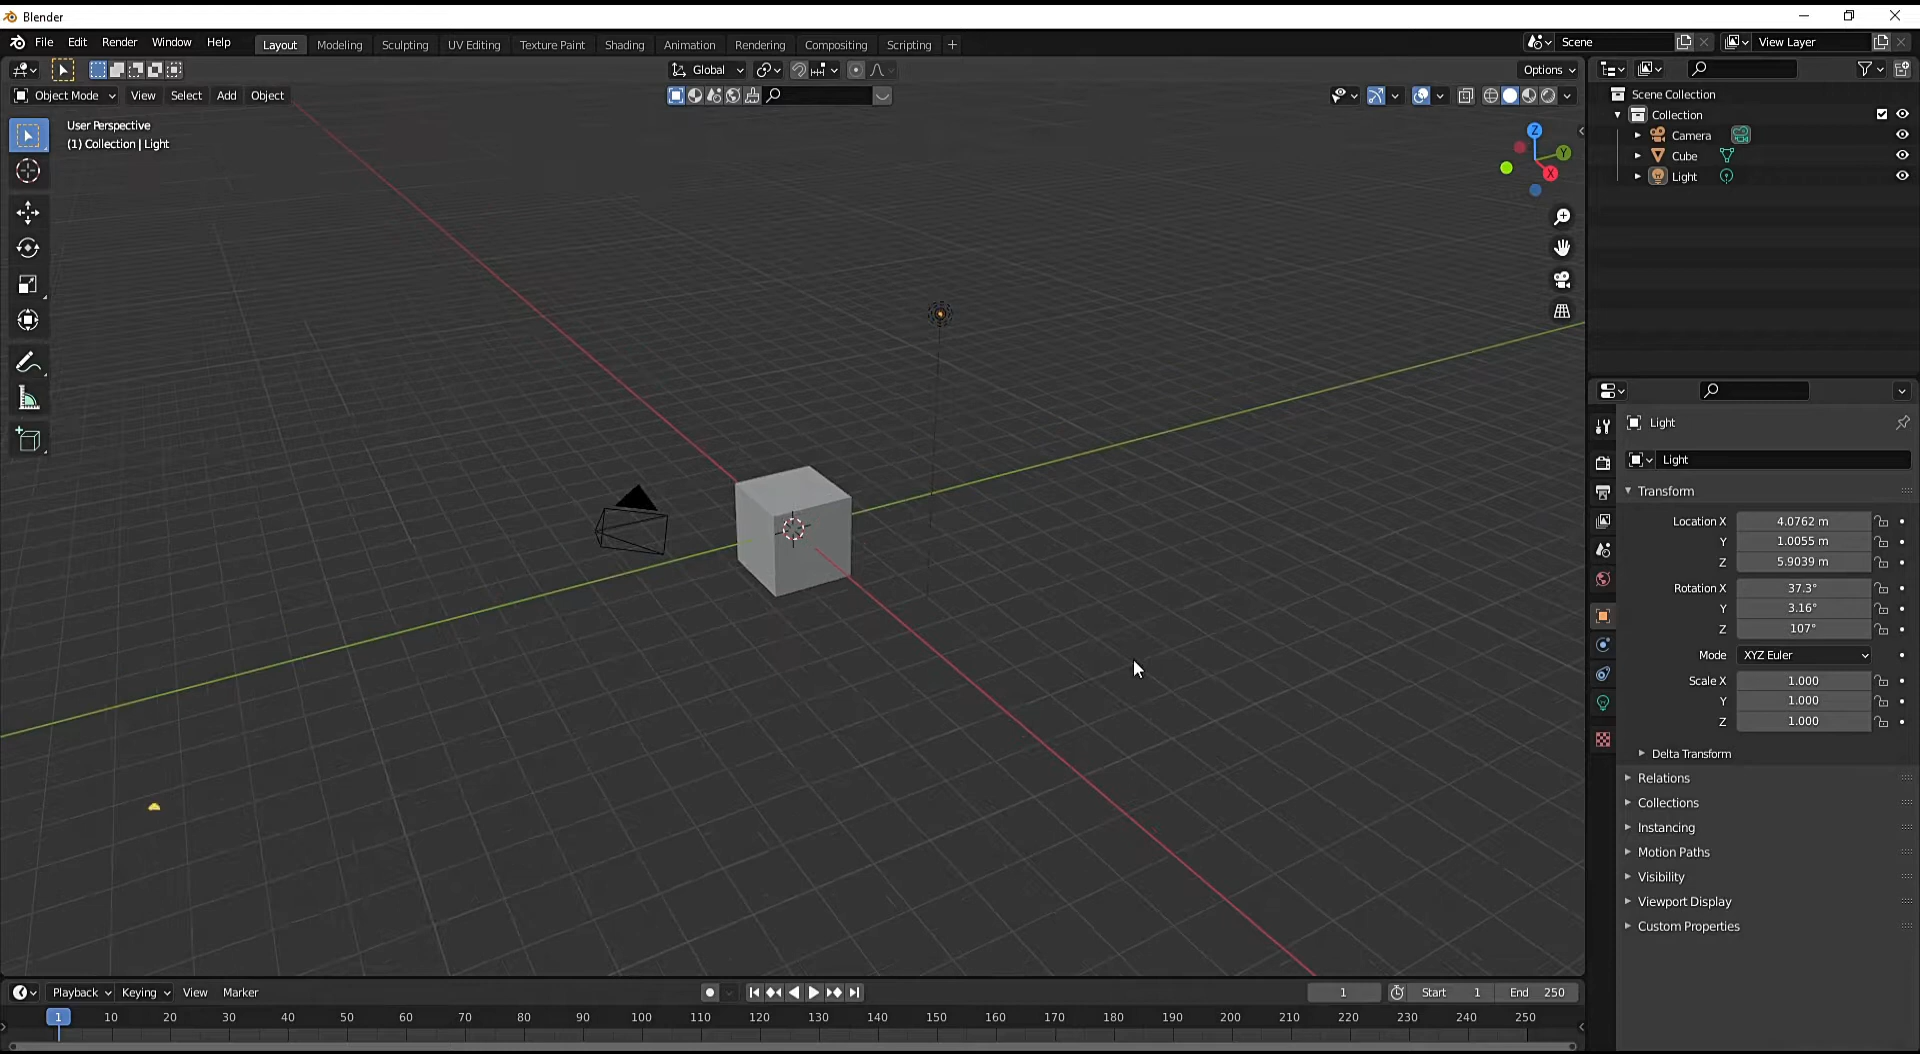 Blender
File Edit Render Window Help Layout Modeling Sculpting UV Editing Texture Paint Shading Animation Rendering Compositing Scripting + Scene View Layer
Global Options
Object Mode View Select Add Object
User Perspective
(1) Collection | Light
Z
Y
X
Scene Collection
Collection
Camera
Cube
Light
Light
Light
Transform
Location X 4.0762 m
Y 1.0055 m
Z 5.9039 m
Rotation X 37.3°
Y 3.16°
Z 107°
Mode XYZ Euler
Scale X 1.000
Y 1.000
Z 1.000
Delta Transform
Relations
Collections
Instancing
Motion Paths
Visibility
Viewport Display
Custom Properties
Playback Keying View Marker 1 Start 1 End 250
1 10 20 30 40 50 60 70 80 90 100 110 120 130 140 150 160 170 180 190 200 210 220 230 240 250